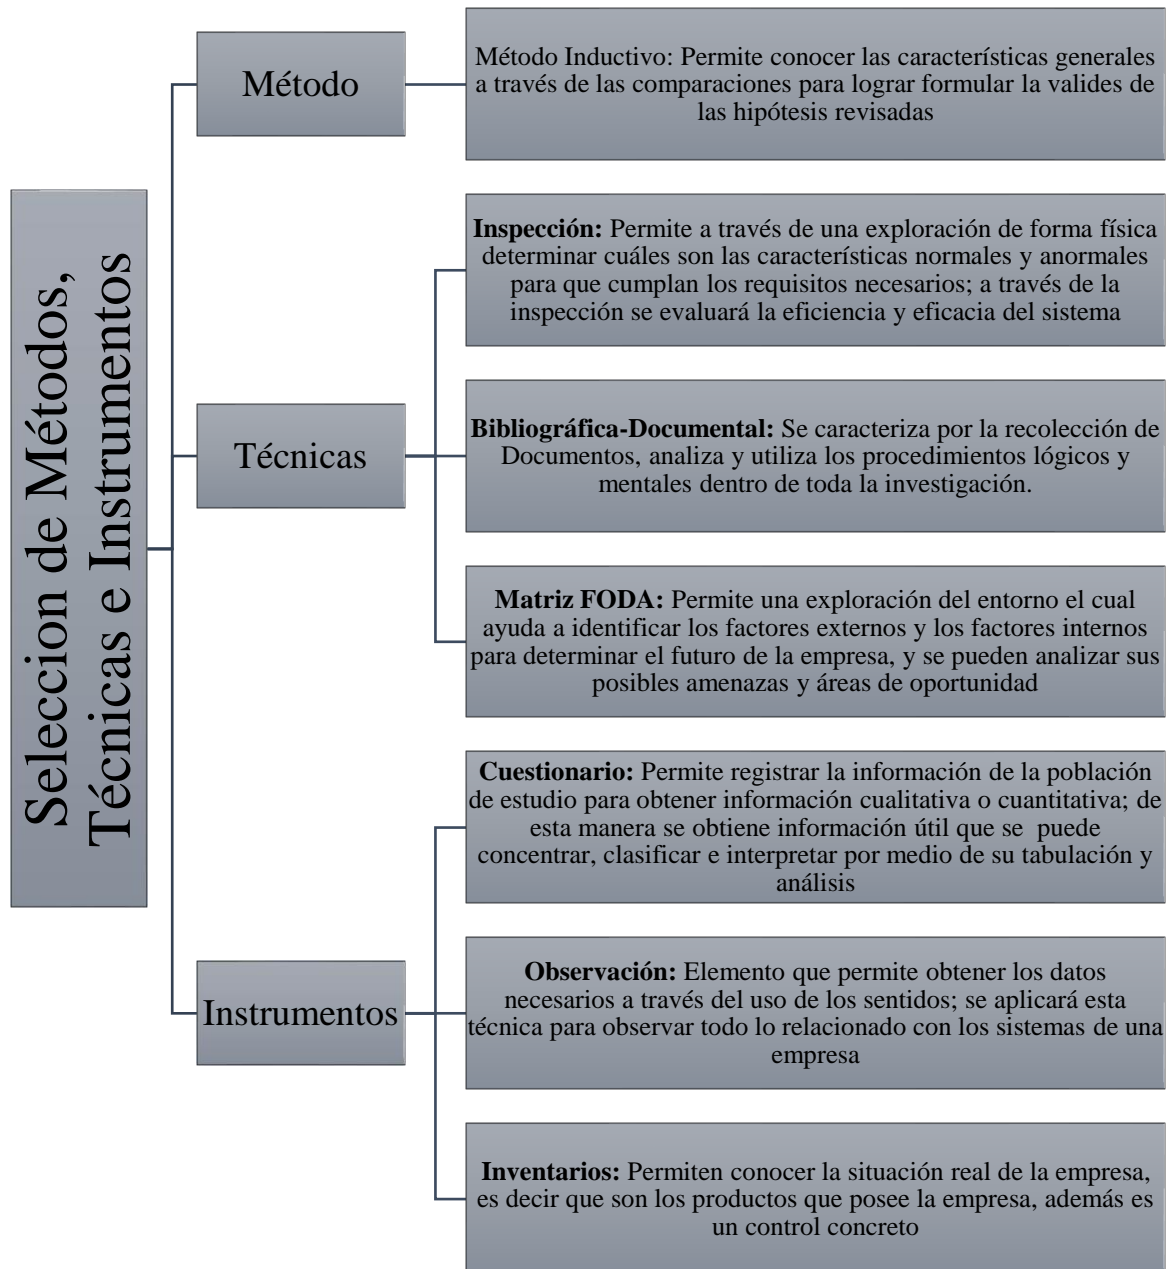 Seleccion de Métodos,
Técnicas e Instrumentos
Método
Método Inductivo: Permite conocer las características generales
a través de las comparaciones para lograr formular la valides de
las hipótesis revisadas
Técnicas
Inspección: Permite a través de una exploración de forma física
determinar cuáles son las características normales y anormales
para que cumplan los requisitos necesarios; a través de la
inspección se evaluará la eficiencia y eficacia del sistema
Bibliográfica-Documental: Se caracteriza por la recolección de
Documentos, analiza y utiliza los procedimientos lógicos y
mentales dentro de toda la investigación.
Matriz FODA: Permite una exploración del entorno el cual
ayuda a identificar los factores externos y los factores internos
para determinar el futuro de la empresa, y se pueden analizar sus
posibles amenazas y áreas de oportunidad
Instrumentos
Cuestionario: Permite registrar la información de la población
de estudio para obtener información cualitativa o cuantitativa; de
esta manera se obtiene información útil que se puede
concentrar, clasificar e interpretar por medio de su tabulación y
análisis
Observación: Elemento que permite obtener los datos
necesarios a través del uso de los sentidos; se aplicará esta
técnica para observar todo lo relacionado con los sistemas de una
empresa
Inventarios: Permiten conocer la situación real de la empresa,
es decir que son los productos que posee la empresa, además es
un control concreto